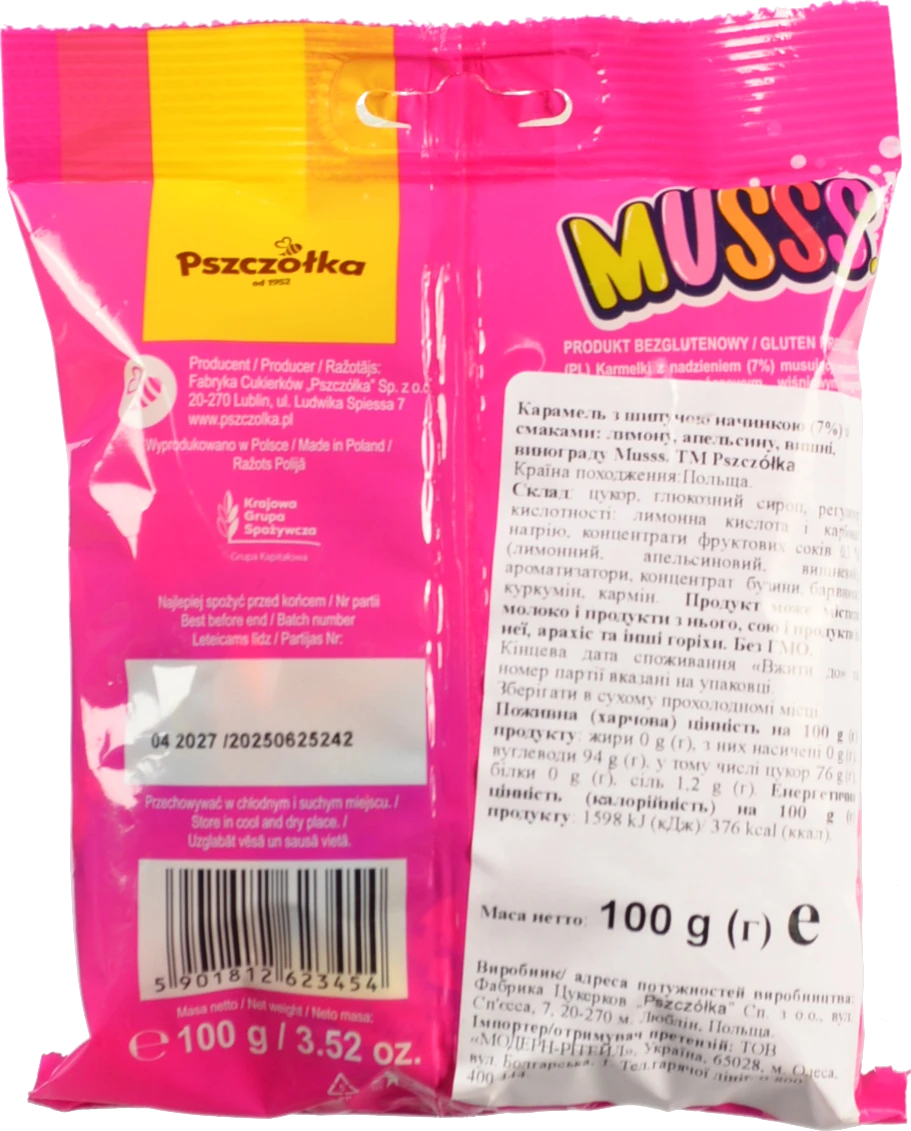 Pszczółka
od 1952
Producent / Producer / Ražotājs:
Fabryka Cukierków „Pszczółka” Sp. z o.o.
20-270 Lublin, ul. Ludwika Spiessa 7
www.pszczolka.pl
Wyprodukowano w Polsce / Made in Poland /
Ražots Polijā
Krajowa
Grupa
Spożywcza
Grupa Kapitałowa
Najlepiej spożyć przed końcem / Nr partii
Best before end / Batch number
Leteicams līdz / Partijas Nr:
04 2027 /20250625242
Przechowywać w chłodnym i suchym miejscu. /
Store in cool and dry place. /
Uzglabāt vēsā un sausā vietā.
5 901812 623454
Masa netto / Net weight / Neto masa:
e 100 g / 3.52 oz.
MUSSS!
PRODUKT BEZGLUTENOWY / GLUTEN
(PL) Karmelki z nadzieniem (7%)
Карамель з шипучою начинкою (7%) з
смаками: лимону, апельсину, вишні,
винограду Musss. ТМ Pszczółka
Країна походження:Польща.
Склад: цукор, глюкозний сироп,
кислотності: лимонна кислота і
натрію, концентрати фруктових соків
(лимонний, апельсиновий,
ароматизатори, концентрат бузини,
куркумін, кармін. Продукт може
молоко і продукти з нього, сою і продукти з
неї, арахіс та інші горіхи. Без ГМО.
Кінцева дата споживання «Вжити до» та
номер партії вказані на упаковці.
Зберігати в сухому прохолодномі місці.
Поживна (харчова) цінність на 100 g (г)
продукту: жири 0 g (г), з них насичені 0 g (г),
вуглеводи 94 g (г), у тому числі цукор 76 g (г),
білки 0 g (г), сіль 1,2 g (г). Енергетична
цінність (калорійність) на 100 g (г)
продукту: 1598 kJ (кДж)/ 376 kcal (ккал).
Маса нетто: 100 g (г) e
Виробник/ адреса потужностей виробництва:
Фабрика Цукерков „Pszczółka” Сп. з о.о., вул.
Сп'єсса, 7, 20-270 м. Люблін, Польща.
Імпортер/отримувач претензій: ТОВ
«МОДЕРН-РІТЕЙЛ», Україна, 65028, м. Одеса,
вул. Болгарська, Тел.гарячої лінії: